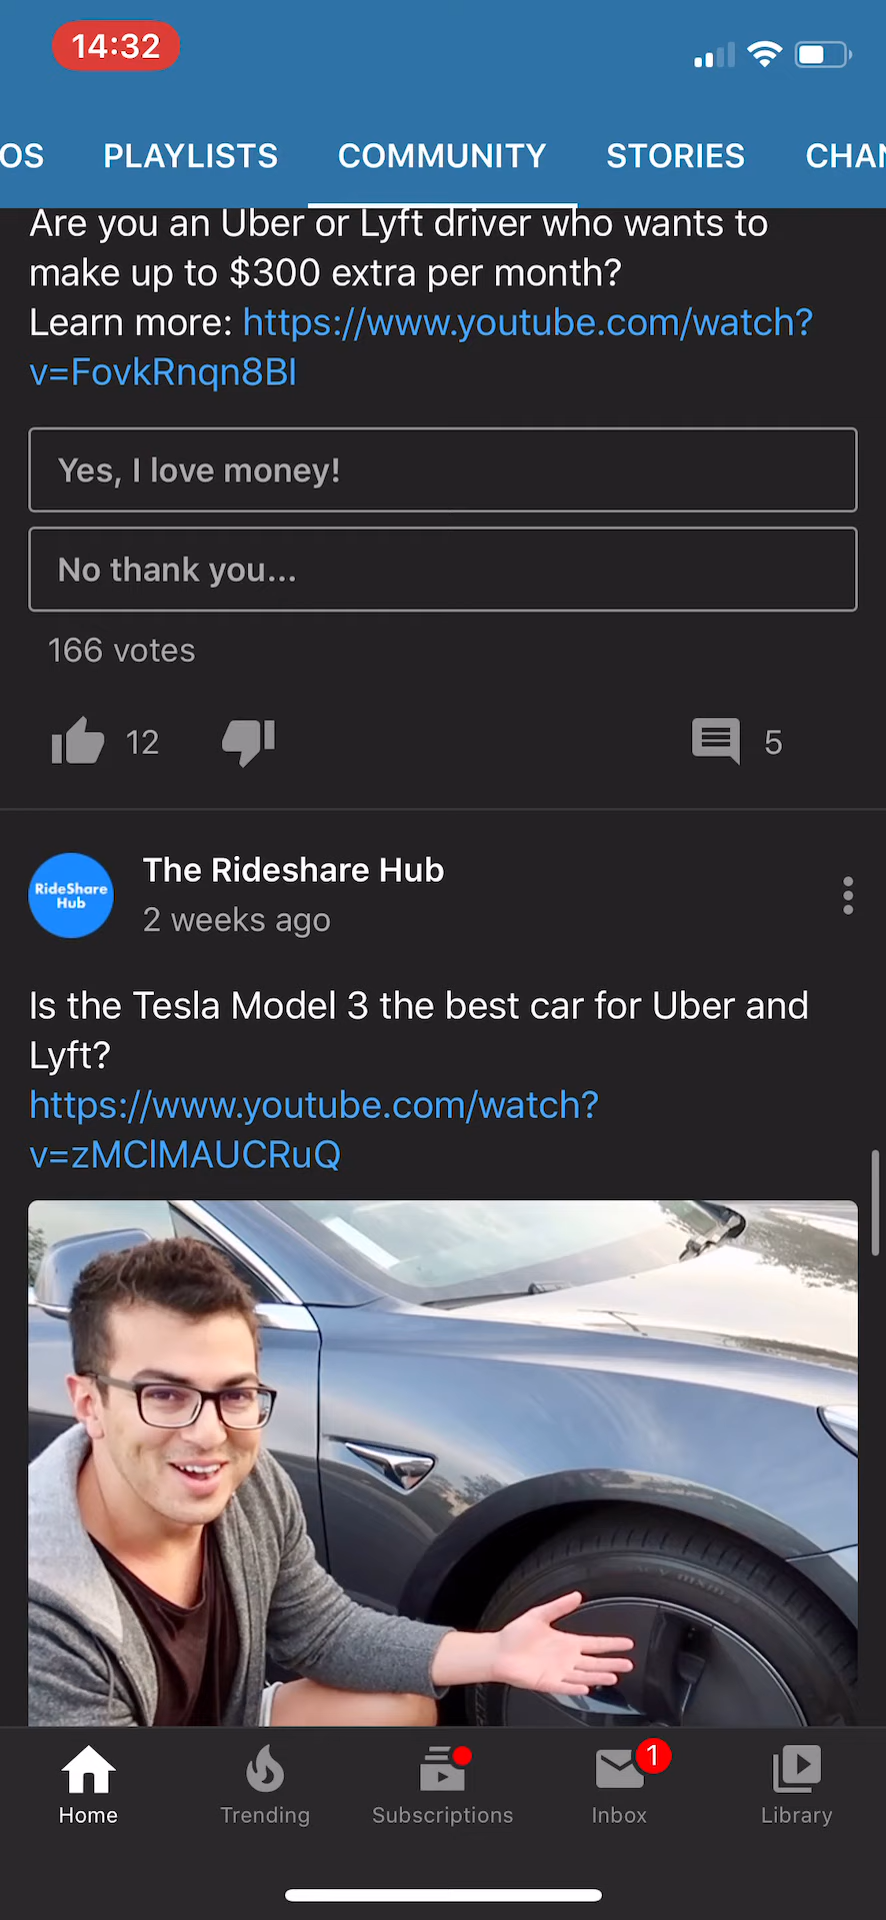 14:32
OS PLAYLISTS COMMUNITY STORIES CHAN
Are you an Uber or Lyft driver who wants to
make up to $300 extra per month?
Learn more: https://www.youtube.com/watch?
v=FovkRnqn8BI
Yes, I love money!
No thank you...
166 votes
12 5
RideShare
Hub
The Rideshare Hub
2 weeks ago
Is the Tesla Model 3 the best car for Uber and
Lyft?
https://www.youtube.com/watch?
v=zMClMAUCRuQ
1
Home Trending Subscriptions Inbox Library